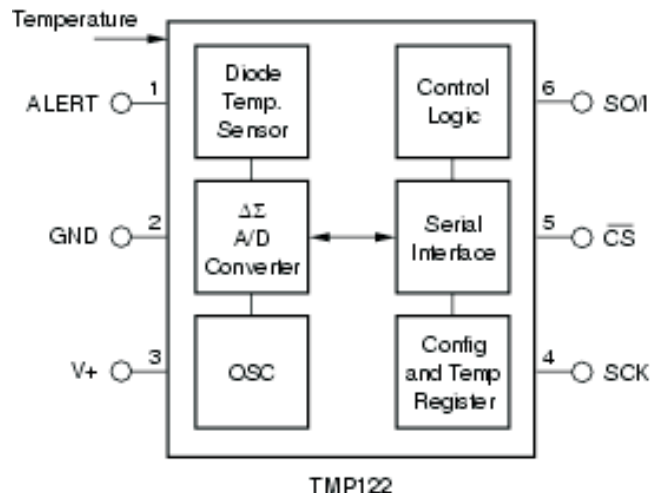 Temperature
ALERT
1
GND
2
V+
3
Diode
Temp.
Sensor
ΔΣ
A/D
Converter
OSC
Control
Logic
Serial
Interface
Config
and Temp
Register
6
SO/I
5
C̅S̅
4
SCK
TMP122